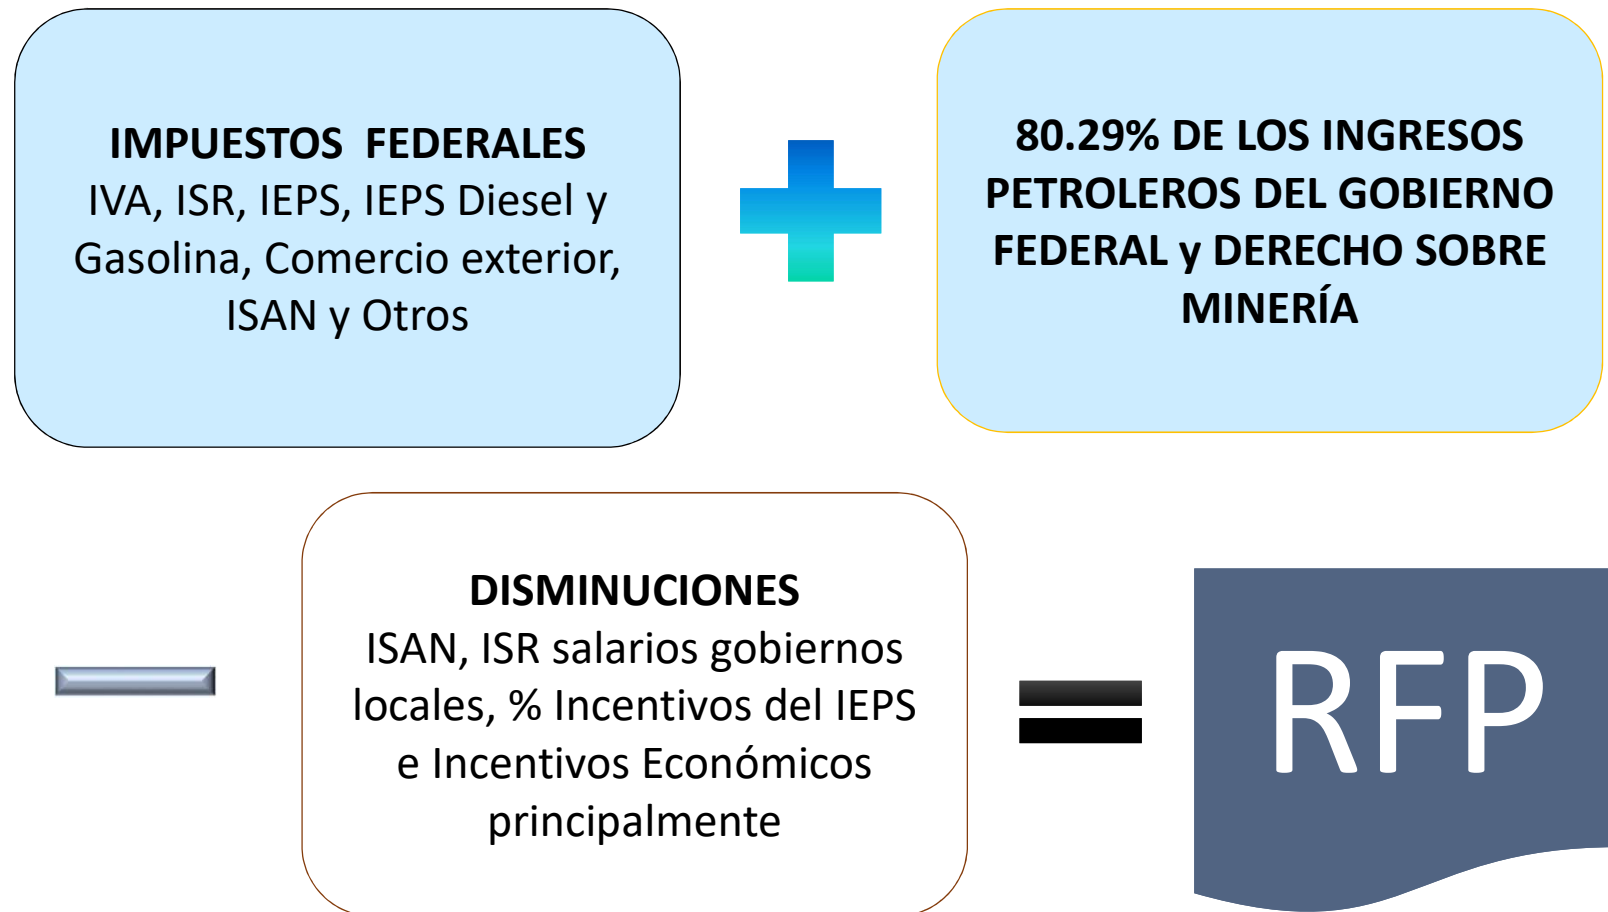 IMPUESTOS FEDERALES
IVA, ISR, IEPS, IEPS Diesel y
Gasolina, Comercio exterior,
ISAN y Otros
80.29% DE LOS INGRESOS
PETROLEROS DEL GOBIERNO
FEDERAL y DERECHO SOBRE
MINERÍA
DISMINUCIONES
ISAN, ISR salarios gobiernos
locales, % Incentivos del IEPS
e Incentivos Económicos
principalmente
RFP